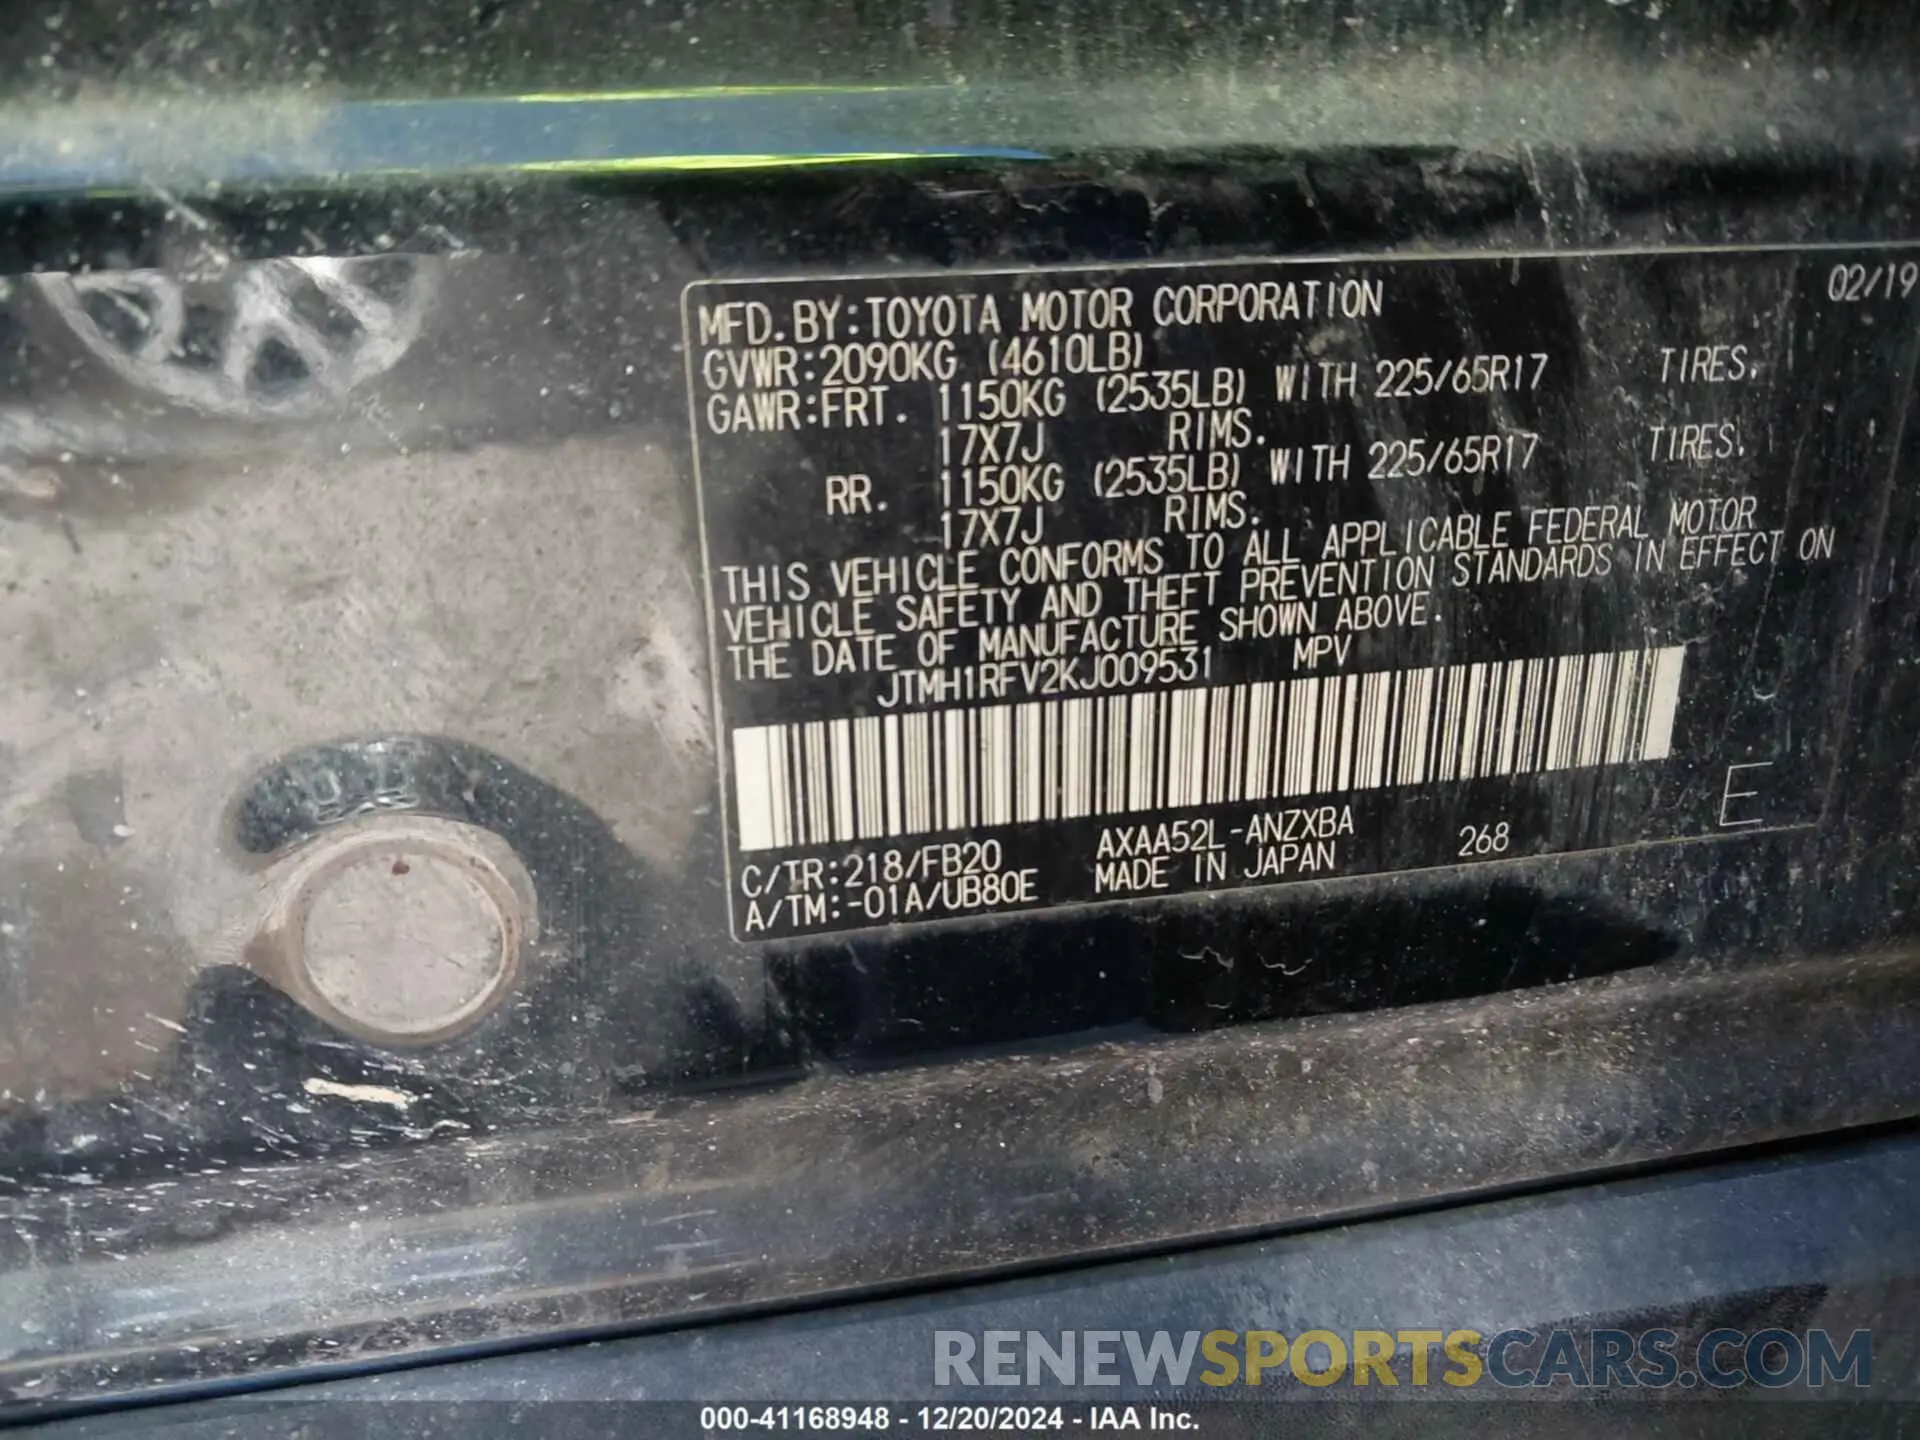 02/19
MFD. BY: TOYOTA MOTOR CORPORATION
GVWR: 2090KG (4610LB)
GAWR: FRT. 1150KG (2535LB) WITH 225/65R17 TIRES,
17X7J RIMS.
RR. 1150KG (2535LB) WITH 225/65R17 TIRES,
17X7J RIMS.
THIS VEHICLE CONFORMS TO ALL APPLICABLE FEDERAL MOTOR
VEHICLE SAFETY AND THEFT PREVENTION STANDARDS IN EFFECT ON
THE DATE OF MANUFACTURE SHOWN ABOVE.
JTMH1RFV2KJ009531 MPV
E
C/TR: 218/FB20 AXAA52L-ANZXBA 268
A/TM: -01A/UB80E MADE IN JAPAN
RENEWSPORTSCARS.COM
000-41168948 - 12/20/2024 - IAA Inc.